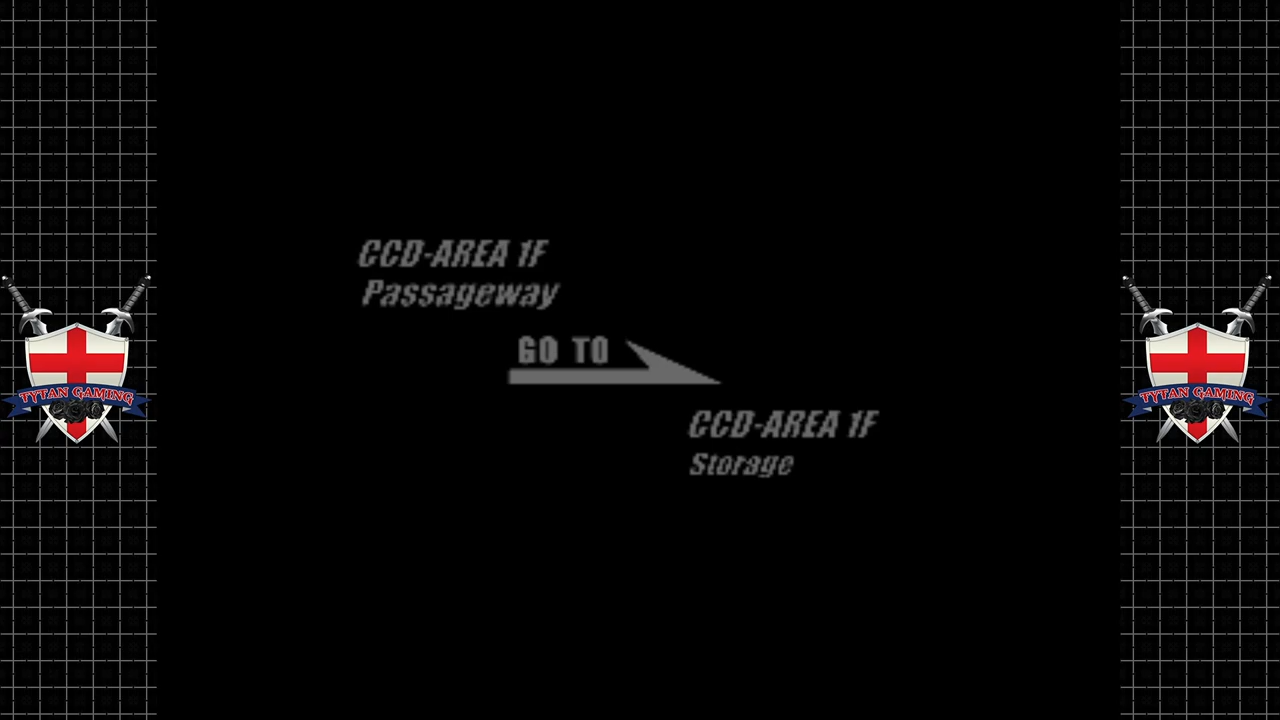 CCD-AREA 1F
Passageway
GO TO
CCD-AREA 1F
Storage
TYTAN GAMING
TYTAN GAMING